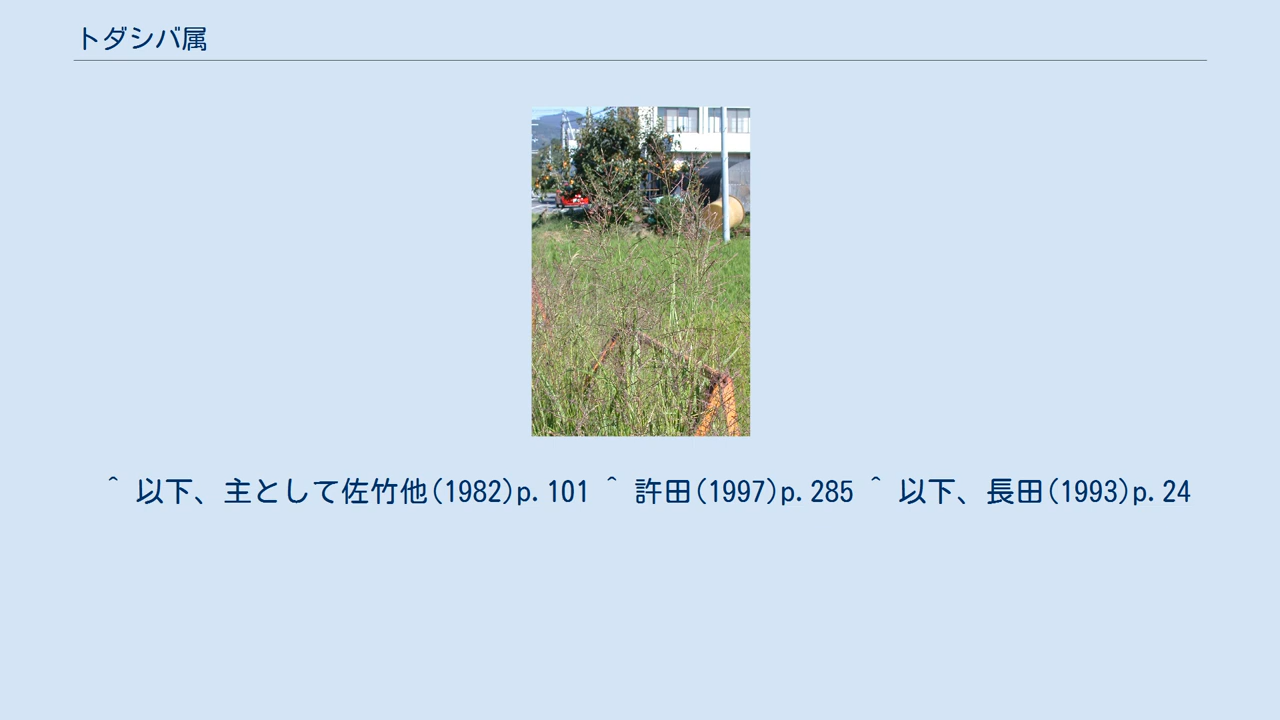 トダシバ属
^ 以下、主として佐竹他(1982)p.101 ^ 許田(1997)p.285 ^ 以下、長田(1993)p.24